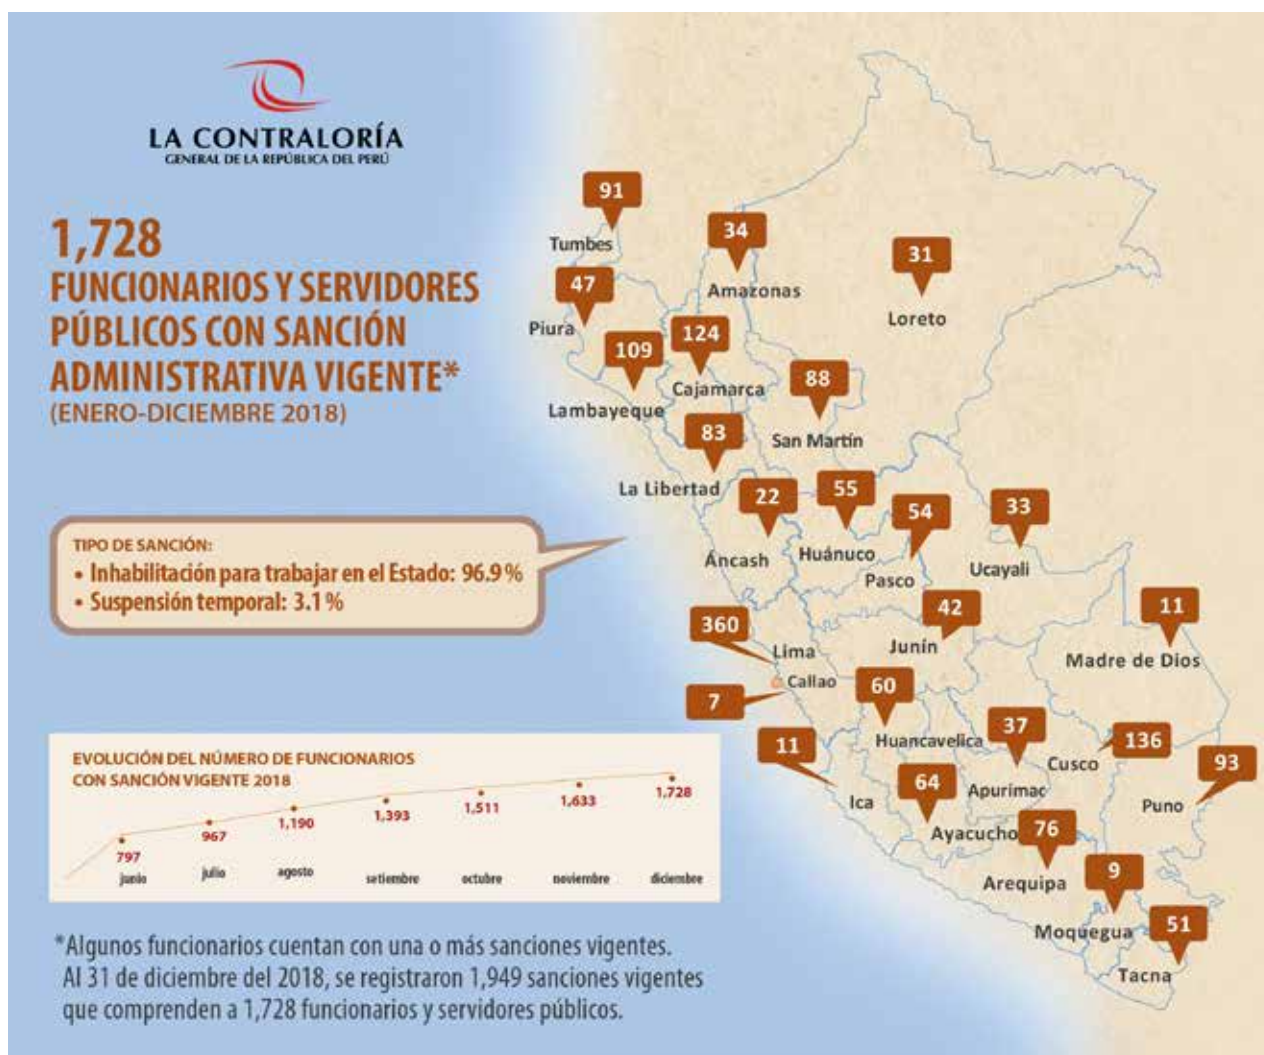 LA CONTRALORÍA
GENERAL DE LA REPÚBLICA DEL PERÚ
1,728
FUNCIONARIOS Y SERVIDORES
PÚBLICOS CON SANCIÓN
ADMINISTRATIVA VIGENTE*
(ENERO-DICIEMBRE 2018)
TIPO DE SANCIÓN:
• Inhabilitación para trabajar en el Estado: 96.9 %
• Suspensión temporal: 3.1 %
EVOLUCIÓN DEL NÚMERO DE FUNCIONARIOS
CON SANCIÓN VIGENTE 2018
797
967
1,190
1,393
1,511
1,633
1,728
junio
julio
agosto
setiembre
octubre
noviembre
diciembre
*Algunos funcionarios cuentan con una o más sanciones vigentes.
Al 31 de diciembre del 2018, se registraron 1,949 sanciones vigentes
que comprenden a 1,728 funcionarios y servidores públicos.
91
Tumbes
34
Amazonas
31
Loreto
47
Piura
109
Lambayeque
124
Cajamarca
88
San Martín
83
La Libertad
22
Áncash
55
Huánuco
54
Pasco
33
Ucayali
360
Lima
42
Junín
11
Madre de Dios
7
Callao
60
Huancavelica
11
Ica
37
Apurímac
136
Cusco
93
Puno
64
Ayacucho
76
Arequipa
9
Moquegua
51
Tacna